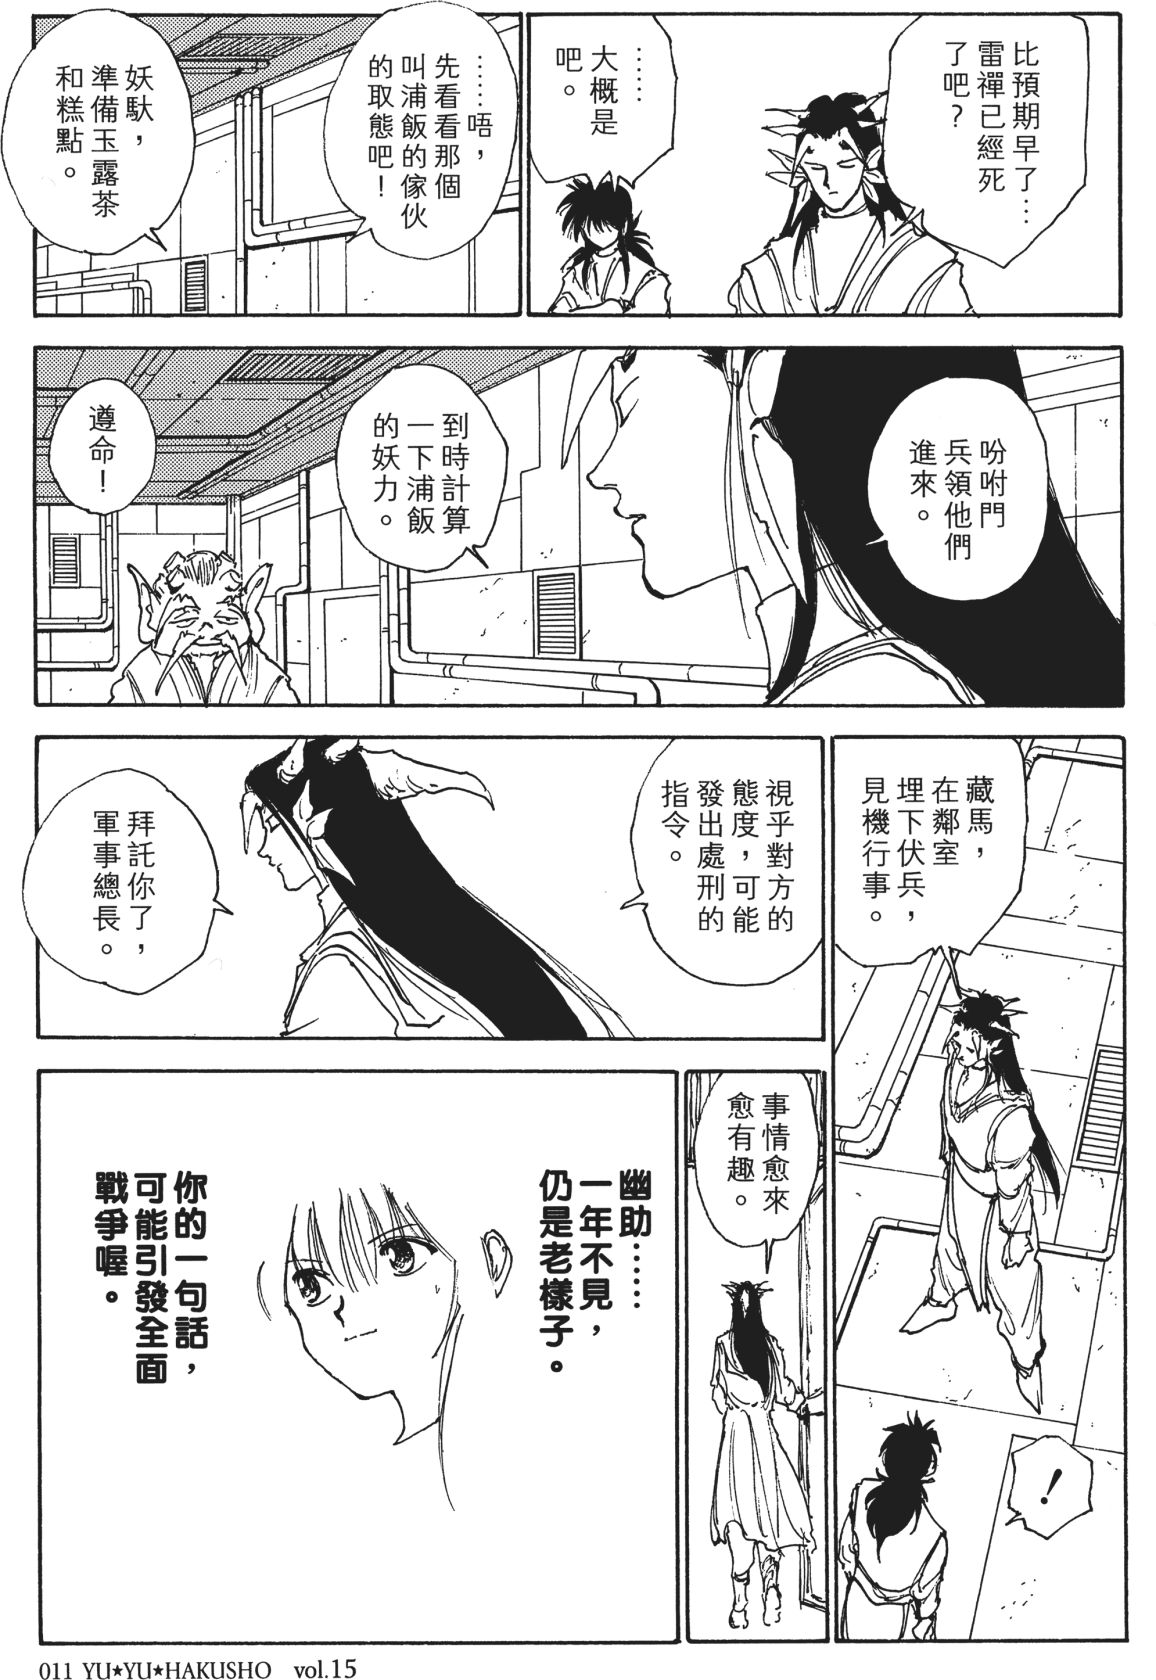 比預期早了…
雷禪已經死
了吧？
……
大概是
吧。
……唔，
先看看那個
叫浦飯的傢伙
的取態吧！
妖馱，
準備玉露茶
和糕點。
吩咐門
兵領他們
進來。
到時計算
一下浦飯
的妖力。
遵命！
藏馬，
在鄰室
埋下伏兵，
見機行事。
！
視乎對方的
態度，可能
發出處刑的
指令。
拜託你了，
軍事總長。
事情愈來
愈有趣。
幽助……
一年不見，
仍是老樣子。
你的一句話，
可能引發全面
戰爭喔。
011 YU★YU★HAKUSHO vol.15